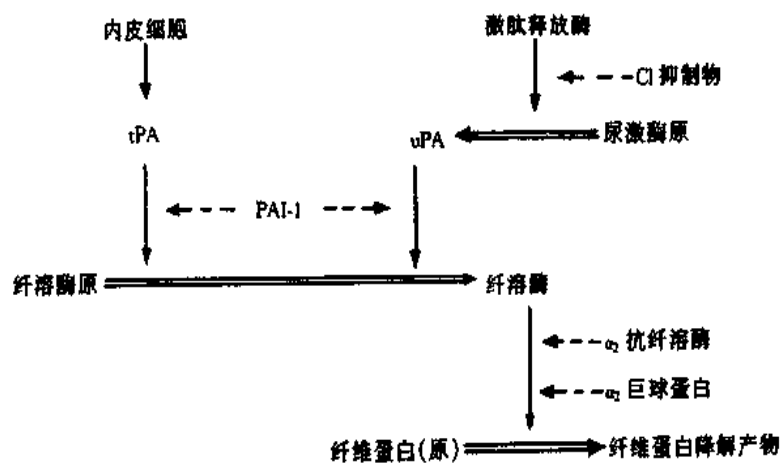 内皮细胞 激肽释放酶
Cl 抑制物
tPA uPA 尿激酶原
PAI-1
纤溶酶原 纤溶酶
α₂ 抗纤溶酶
α₂ 巨球蛋白
纤维蛋白(原) 纤维蛋白降解产物